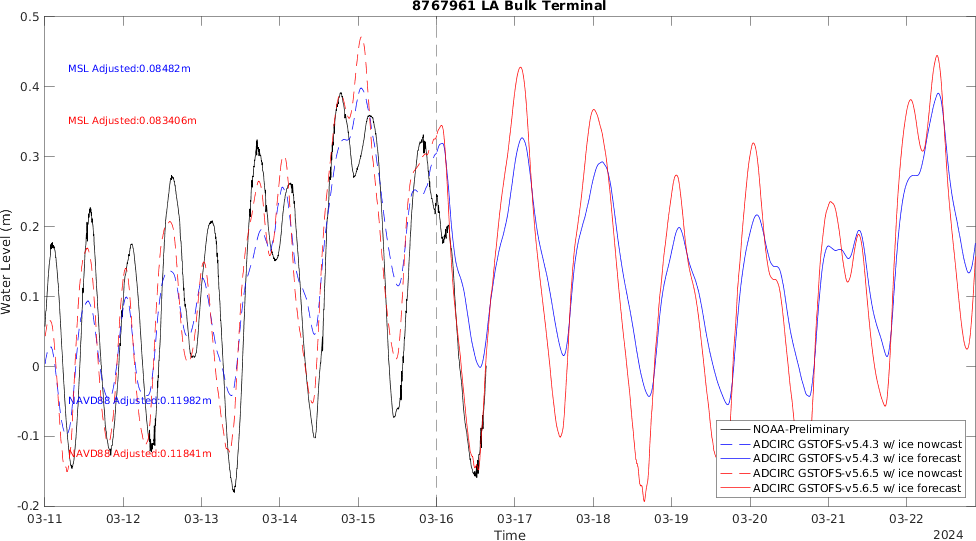 8767961 LA Bulk Terminal
0.5
0.4
0.3
0.2
0.1
0
-0.1
-0.2
Water Level (m)
MSL Adjusted:0.08482m
MSL Adjusted:0.083406m
NAVD88 Adjusted:0.11982m
NAVD88 Adjusted:0.11841m
NOAA-Preliminary
ADCIRC GSTOFS-v5.4.3 w/ ice nowcast
ADCIRC GSTOFS-v5.4.3 w/ ice forecast
ADCIRC GSTOFS-v5.6.5 w/ ice nowcast
ADCIRC GSTOFS-v5.6.5 w/ ice forecast
03-11 03-12 03-13 03-14 03-15 03-16 03-17 03-18 03-19 03-20 03-21 03-22
Time
2024